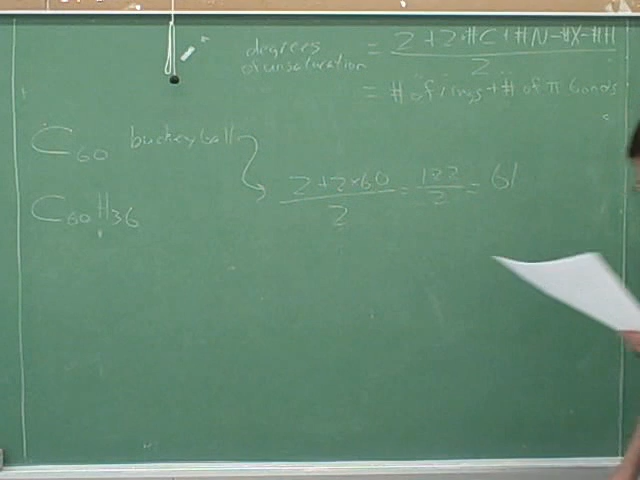 degrees of unsaturation = 2 + 2·#C + #N - #X - #H / 2
= # of rings + # of π bonds
C60 buckeyball
2 + 2×60 / 2 = 122 / 2 = 61
C60H36